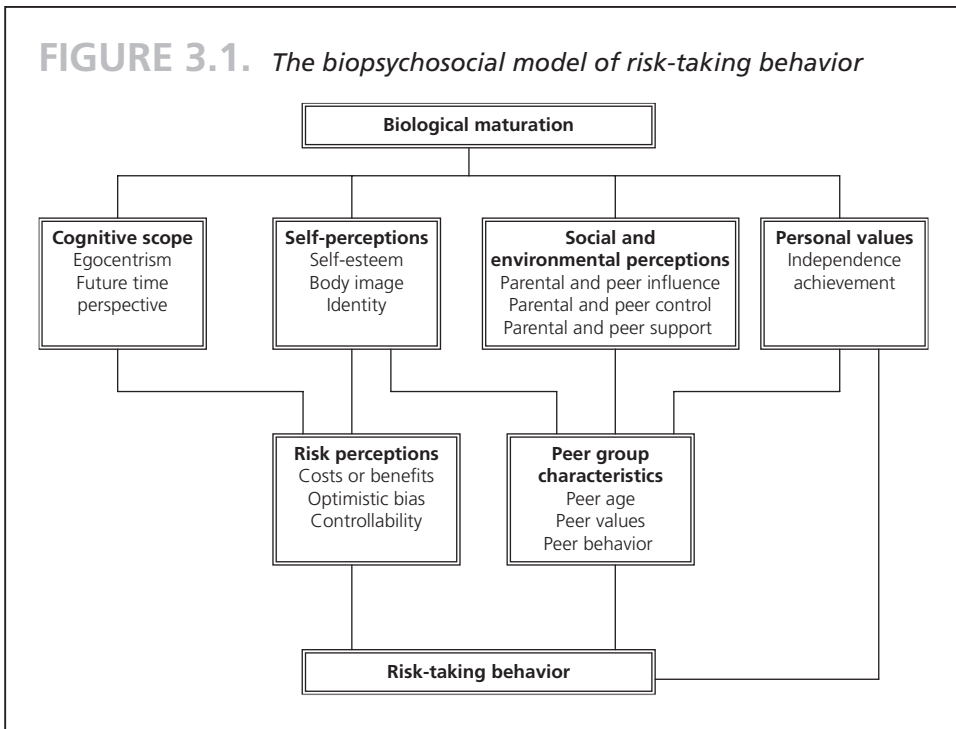 FIGURE 3.1. The biopsychosocial model of risk-taking behavior
Biological maturation
Cognitive scope
Egocentrism
Future time
perspective
Self-perceptions
Self-esteem
Body image
Identity
Social and
environmental perceptions
Parental and peer influence
Parental and peer control
Parental and peer support
Personal values
Independence
achievement
Risk perceptions
Costs or benefits
Optimistic bias
Controllability
Peer group
characteristics
Peer age
Peer values
Peer behavior
Risk-taking behavior